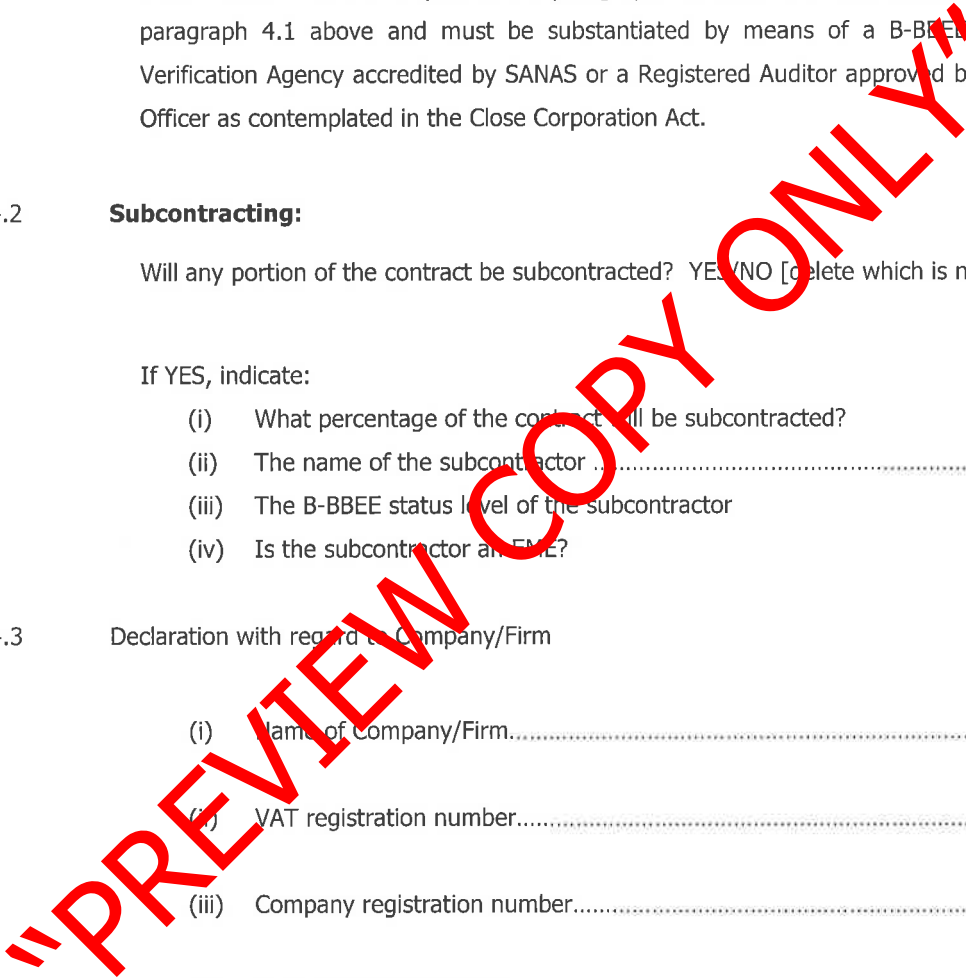 paragraph 4.1 above and must be substantiated by means of a B-BBEE
Verification Agency accredited by SANAS or a Registered Auditor approved b
Officer as contemplated in the Close Corporation Act.
.2 Subcontracting:
Will any portion of the contract be subcontracted? YES/NO [delete which is n
If YES, indicate:
(i) What percentage of the contract will be subcontracted?
(ii) The name of the subcontractor ..........................................................
(iii) The B-BBEE status level of the subcontractor
(iv) Is the subcontractor an EME?
.3 Declaration with regard to Company/Firm
(i) Name of Company/Firm......................................................................
(ii) VAT registration number.....................................................................
(iii) Company registration number............................................................
"PREVIEW COPY ONLY"